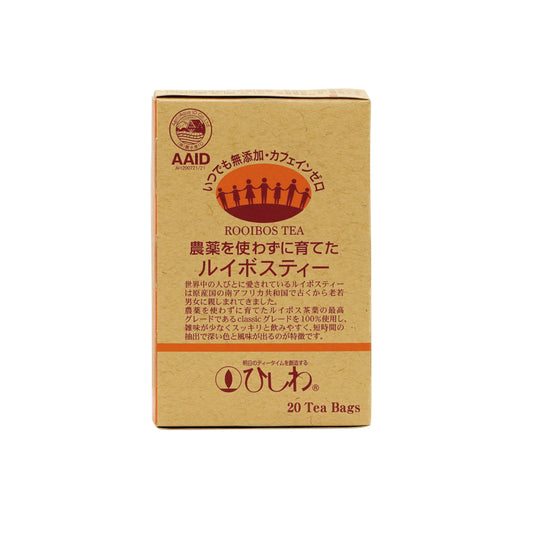 AAID
いつでも無添加・カフェインゼロ
ROOIBOS TEA
農薬を使わずに育てた
ルイボスティー
世界中の人びとに愛されているルイボスティー
は原産国の南アフリカ共和国で古くから老若
男女に親しまれてきました。
農薬を使わずに育てたルイボス茶葉の最高
グレードであるclassicグレードを100%使用し、
雑味が少なくスッキリと飲みやすく、短時間の
抽出で深い色と風味が出るのが特徴です。
明日のティータイムを創造する
ひしわ®
20 Tea Bags